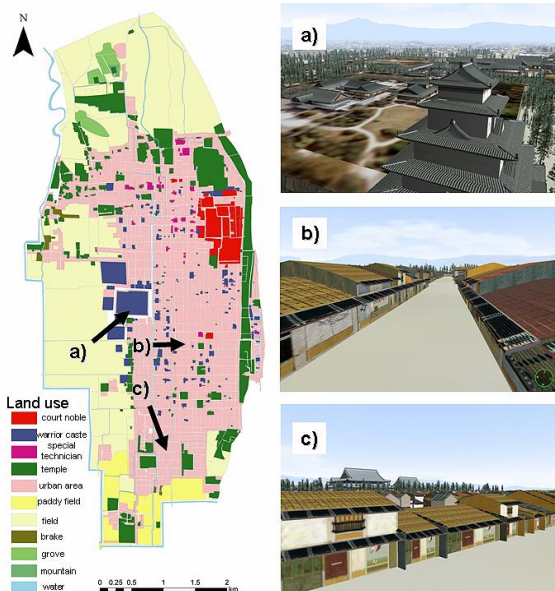 N
a)
b)
c)
Land use
court noble
warrior caste
special
technician
temple
urban area
paddy field
field
brake
grove
mountain
water
0 0.25 0.5 1 1.5 2
km
a)
b)
c)